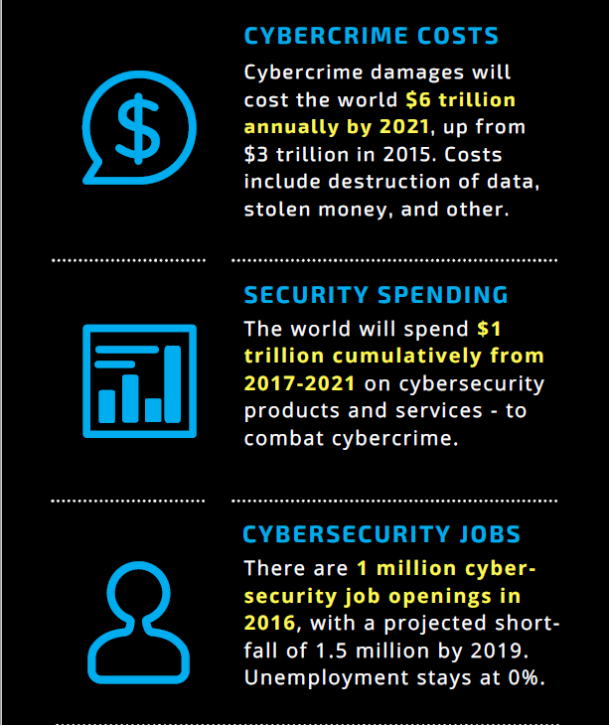 CYBERCRIME COSTS
Cybercrime damages will
cost the world $6 trillion
annually by 2021, up from
$3 trillion in 2015. Costs
include destruction of data,
stolen money, and other.
SECURITY SPENDING
The world will spend $1
trillion cumulatively from
2017-2021 on cybersecurity
products and services - to
combat cybercrime.
CYBERSECURITY JOBS
There are 1 million cyber-
security job openings in
2016, with a projected short-
fall of 1.5 million by 2019.
Unemployment stays at 0%.